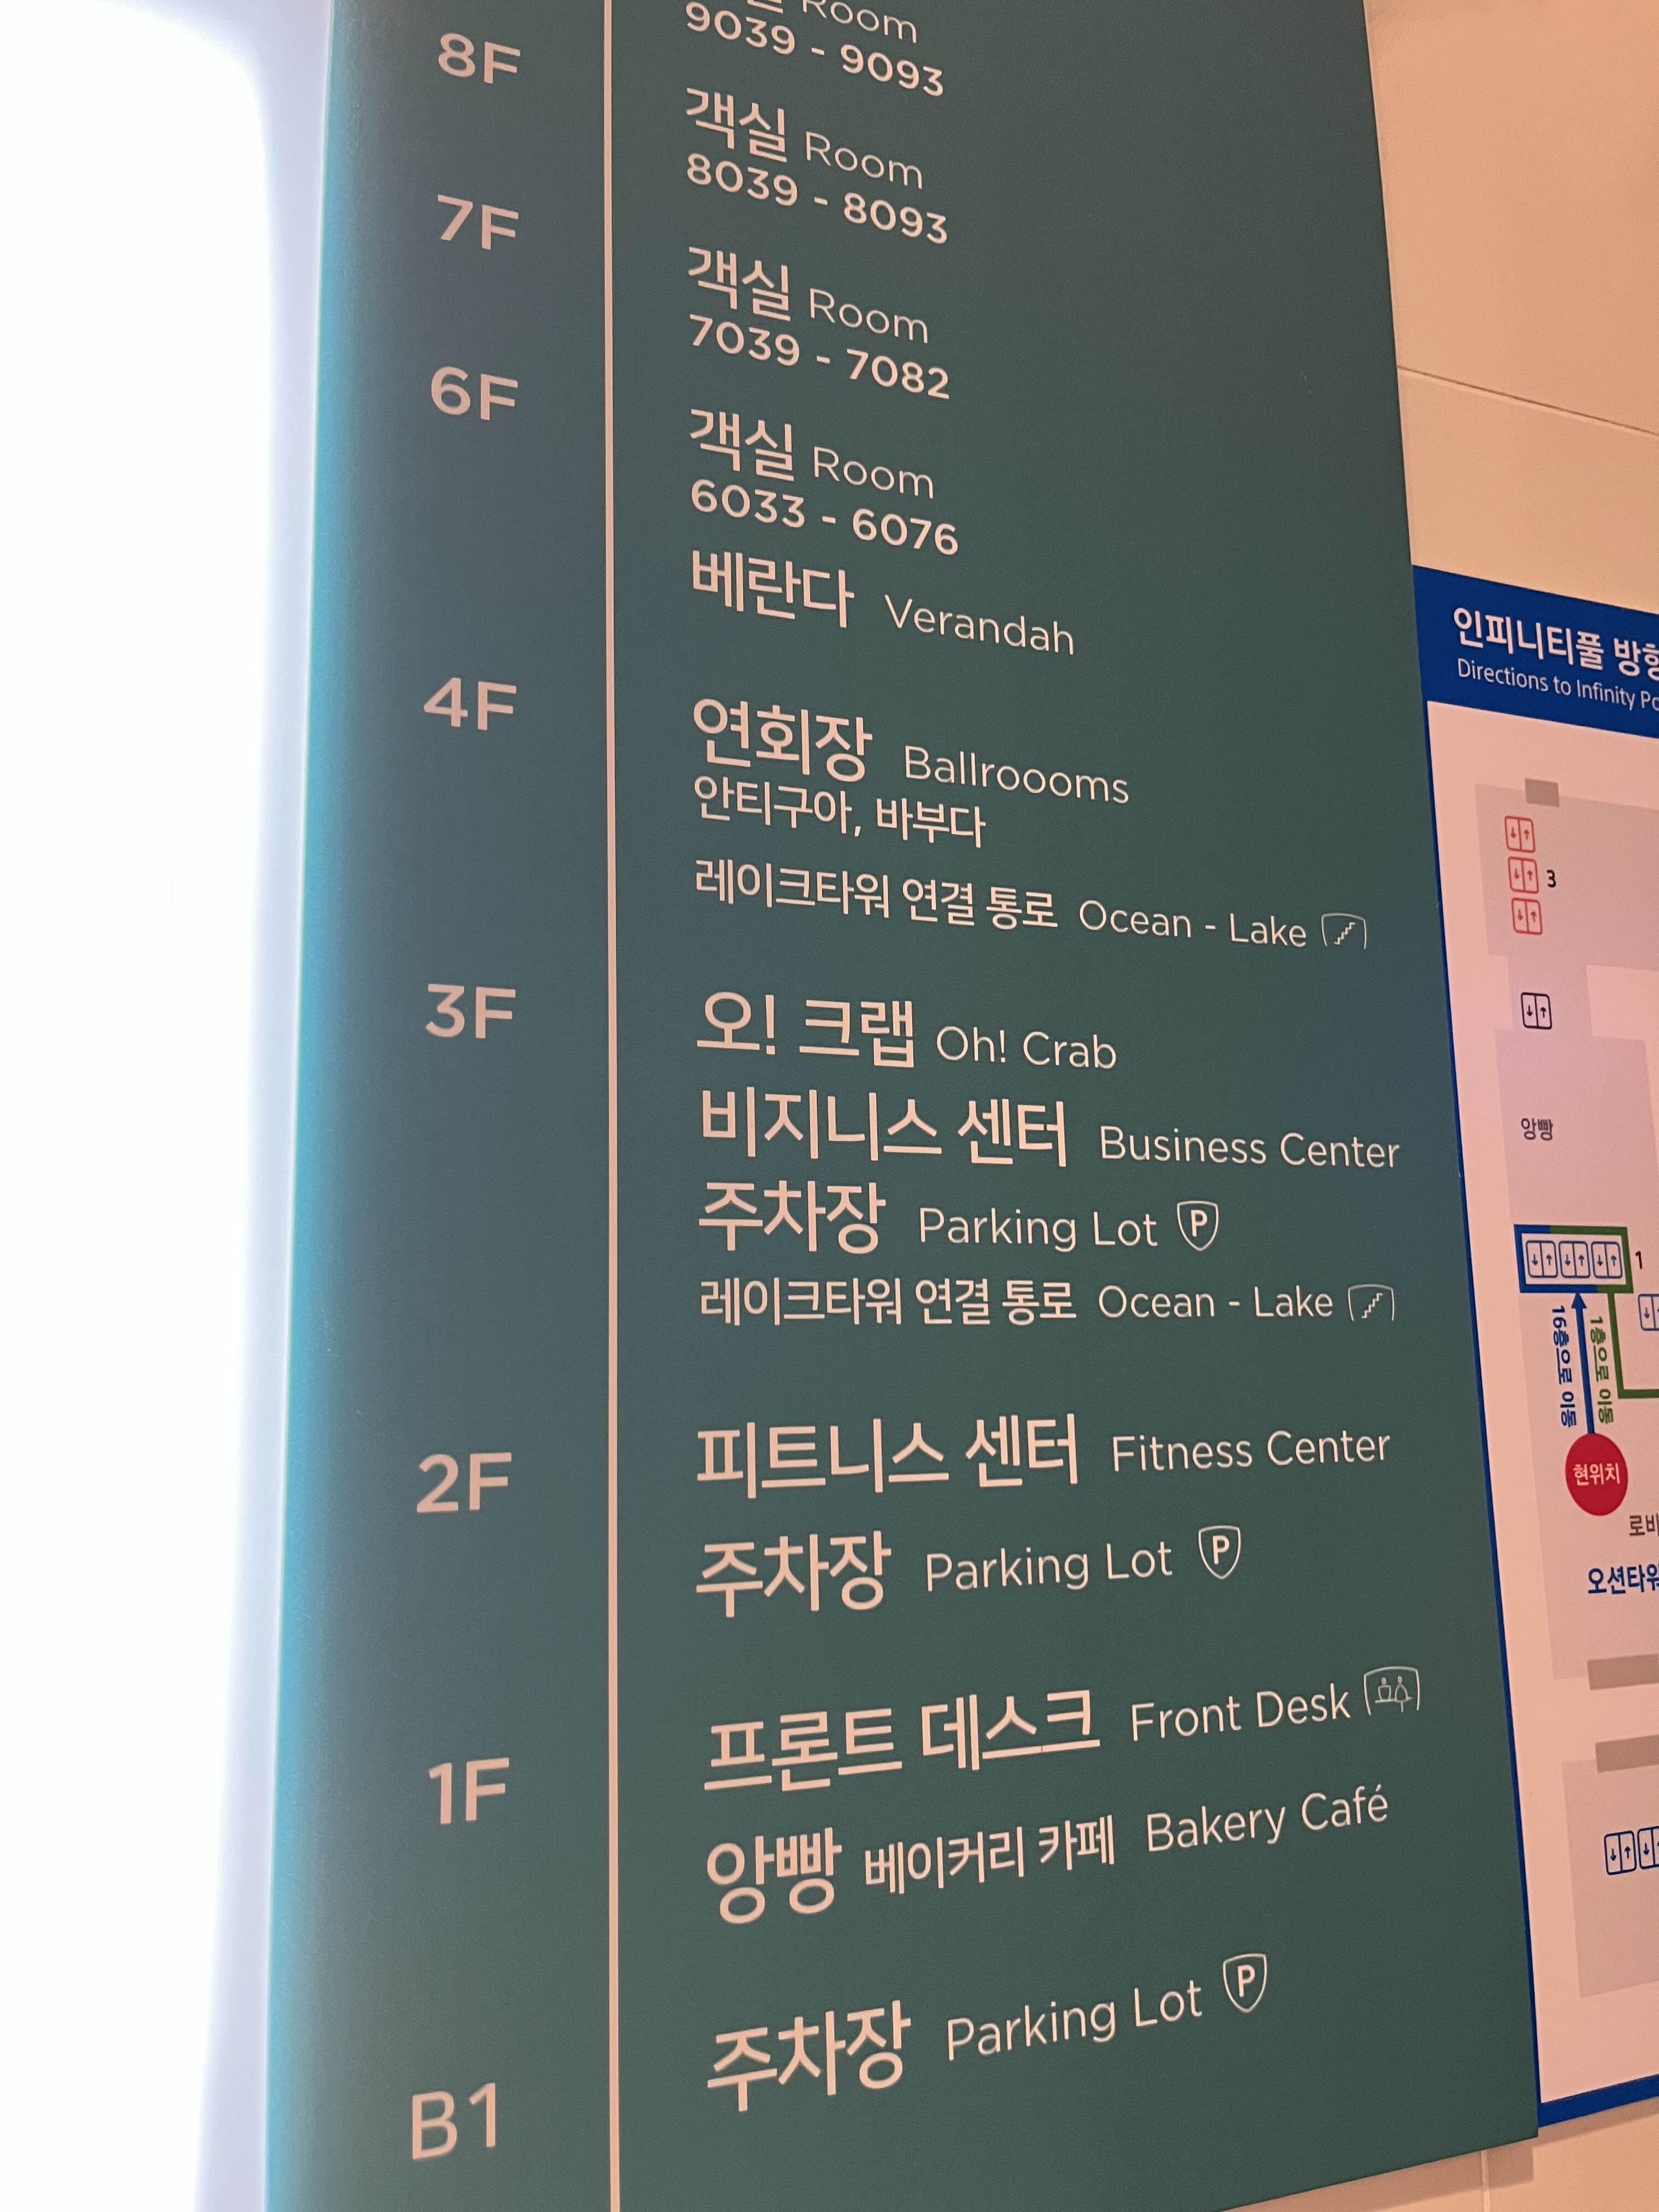 Room
9039 - 9093
8F
객실 Room
8039 - 8093
7F
객실 Room
7039 - 7082
6F
객실 Room
6033 - 6076
베란다 Verandah
4F
연회장 Ballroooms
안티구아, 바부다
레이크타워 연결 통로 Ocean - Lake
3F
오! 크랩 Oh! Crab
비지니스 센터 Business Center
주차장 Parking Lot P
레이크타워 연결 통로 Ocean - Lake
2F
피트니스 센터 Fitness Center
주차장 Parking Lot P
1F
프론트 데스크 Front Desk
앙빵 베이커리 카페 Bakery Café
B1
주차장 Parking Lot P
인피니티풀
Directions to Infinity
3
앙빵
1
16층으로 이동
1층으로 이동
현위치